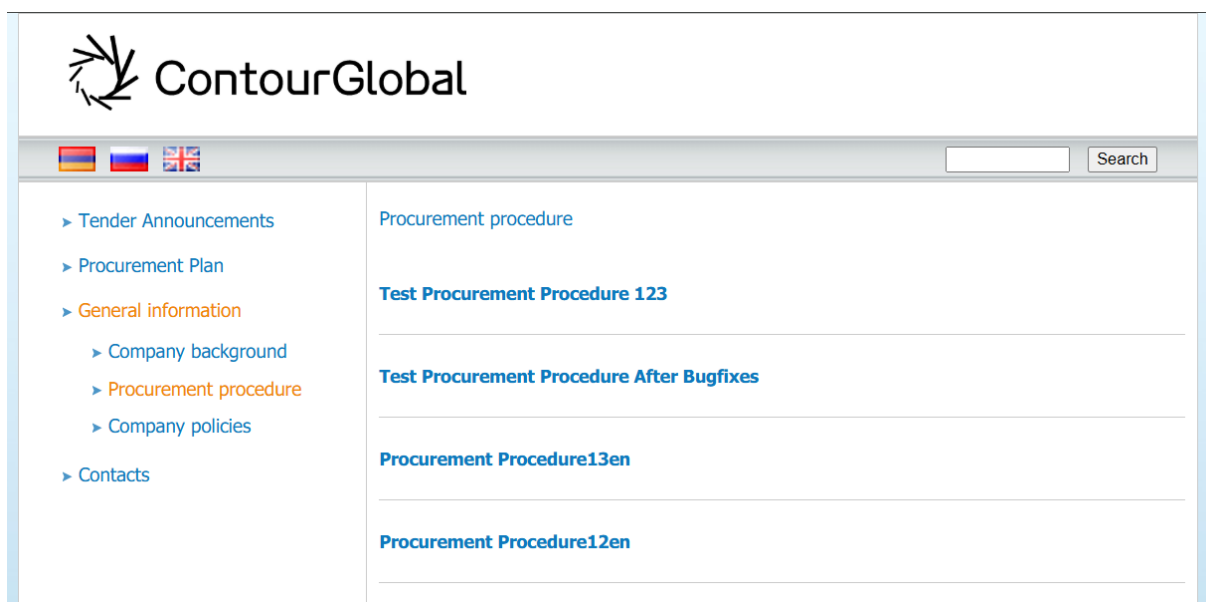 ContourGlobal
Search
Tender Announcements
Procurement Plan
General information
Company background
Procurement procedure
Company policies
Contacts
Procurement procedure
Test Procurement Procedure 123
Test Procurement Procedure After Bugfixes
Procurement Procedure13en
Procurement Procedure12en